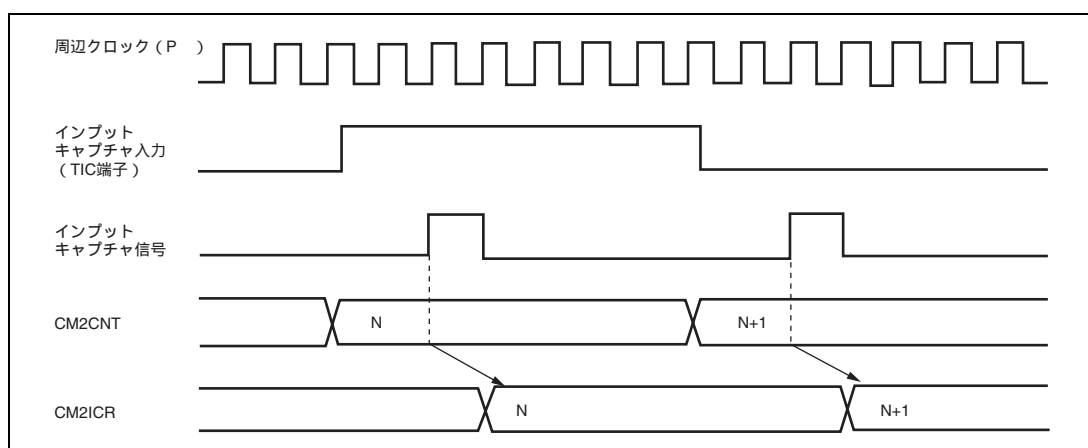 周辺クロック（P　）
インプット
キャプチャ入力
（TIC端子）
インプット
キャプチャ信号
CM2CNT
N
N+1
CM2ICR
N
N+1